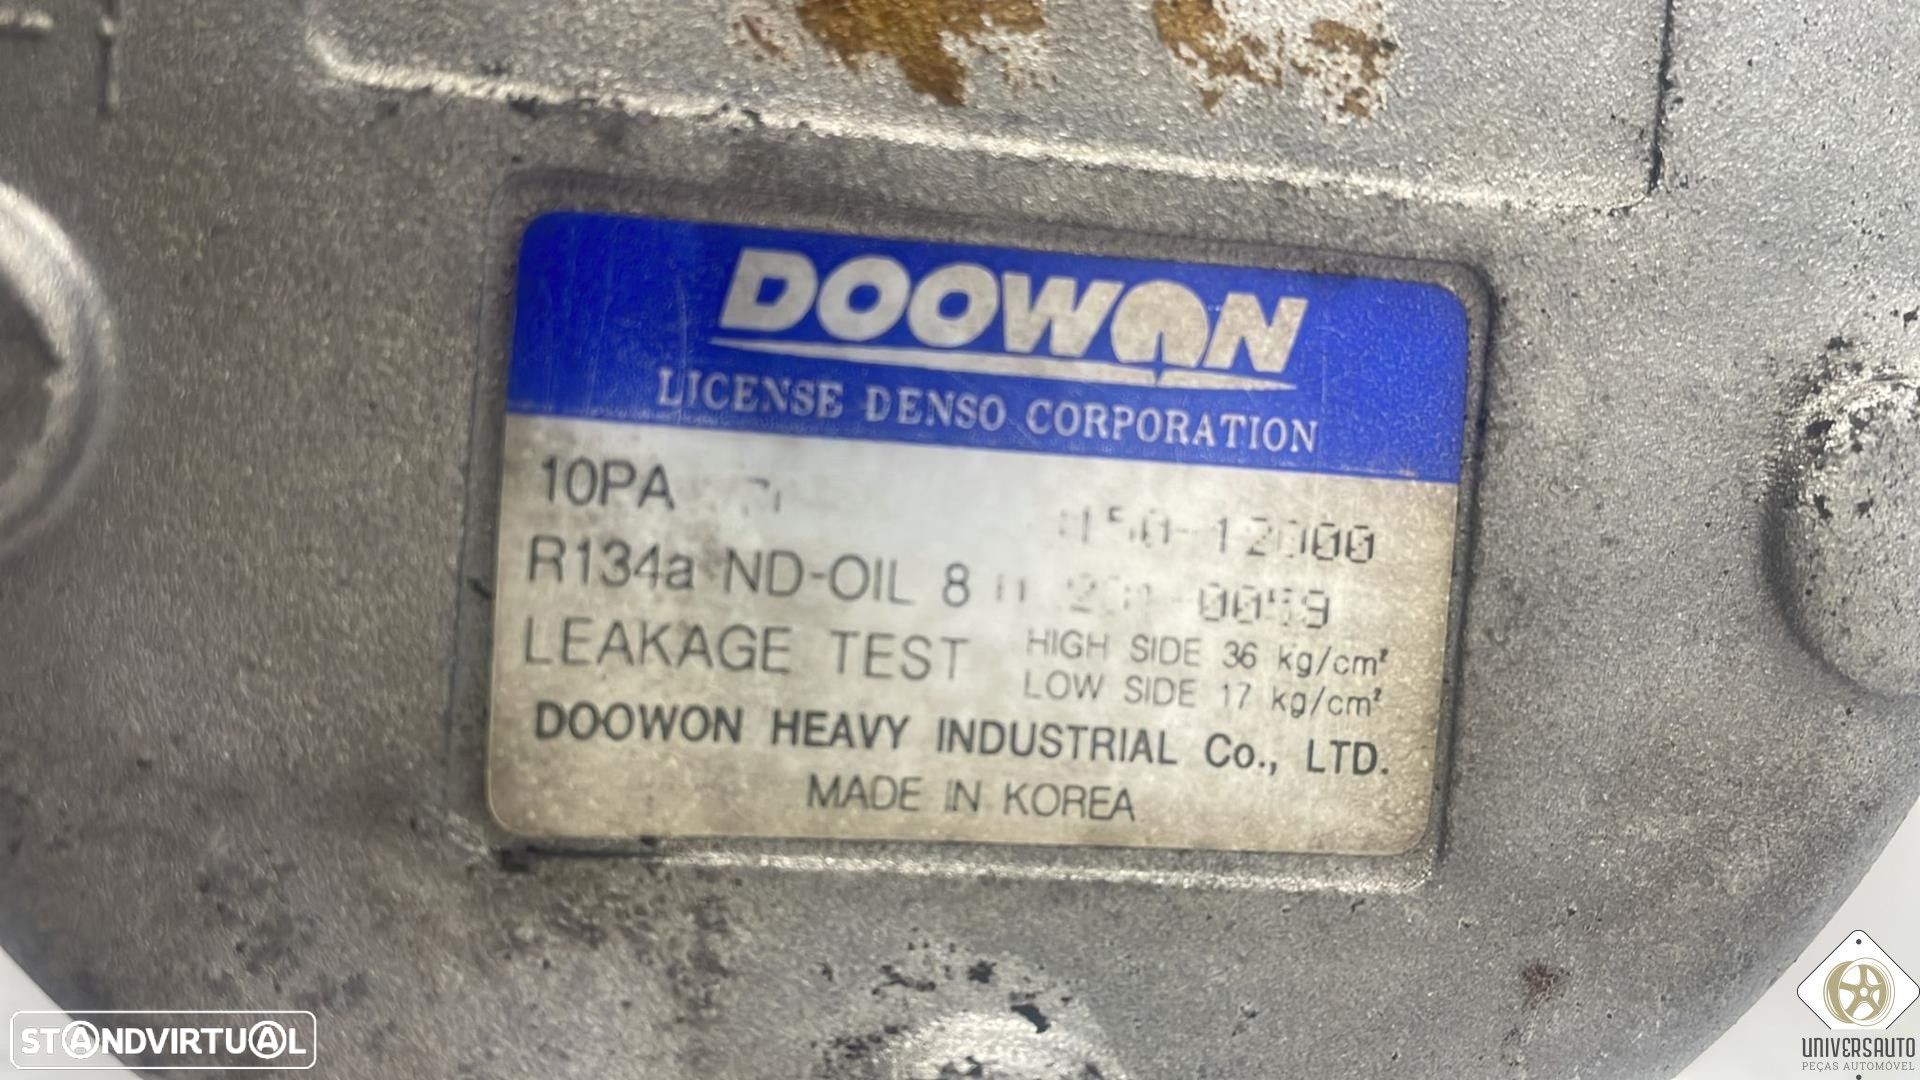 DOOWON
LICENSE DENSO CORPORATION
10PA
R134a ND-OIL 8
LEAKAGE TEST HIGH SIDE 36 kg/cm²
LOW SIDE 17 kg/cm²
DOOWON HEAVY INDUSTRIAL Co., LTD.
MADE IN KOREA
STANDVIRTUAL
UNIVERSAUTO
PEÇAS AUTOMÓVEL